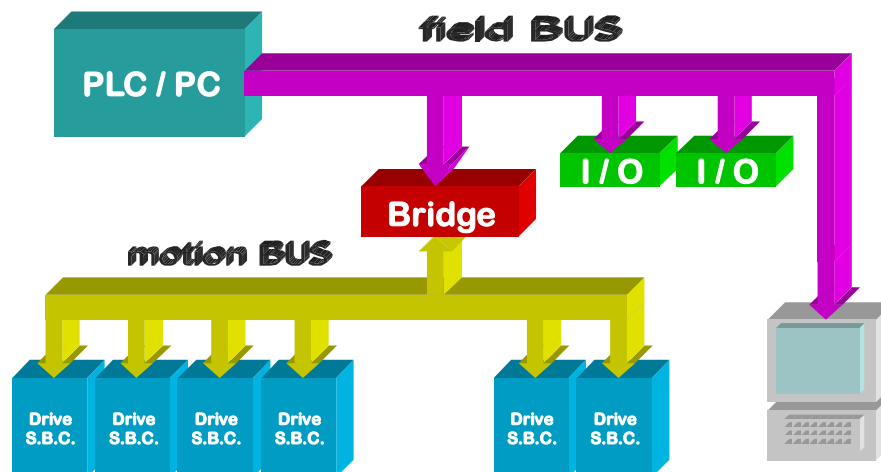 field BUS
PLC / PC
I / O
I / O
Bridge
motion BUS
Drive
S.B.C.
Drive
S.B.C.
Drive
S.B.C.
Drive
S.B.C.
Drive
S.B.C.
Drive
S.B.C.